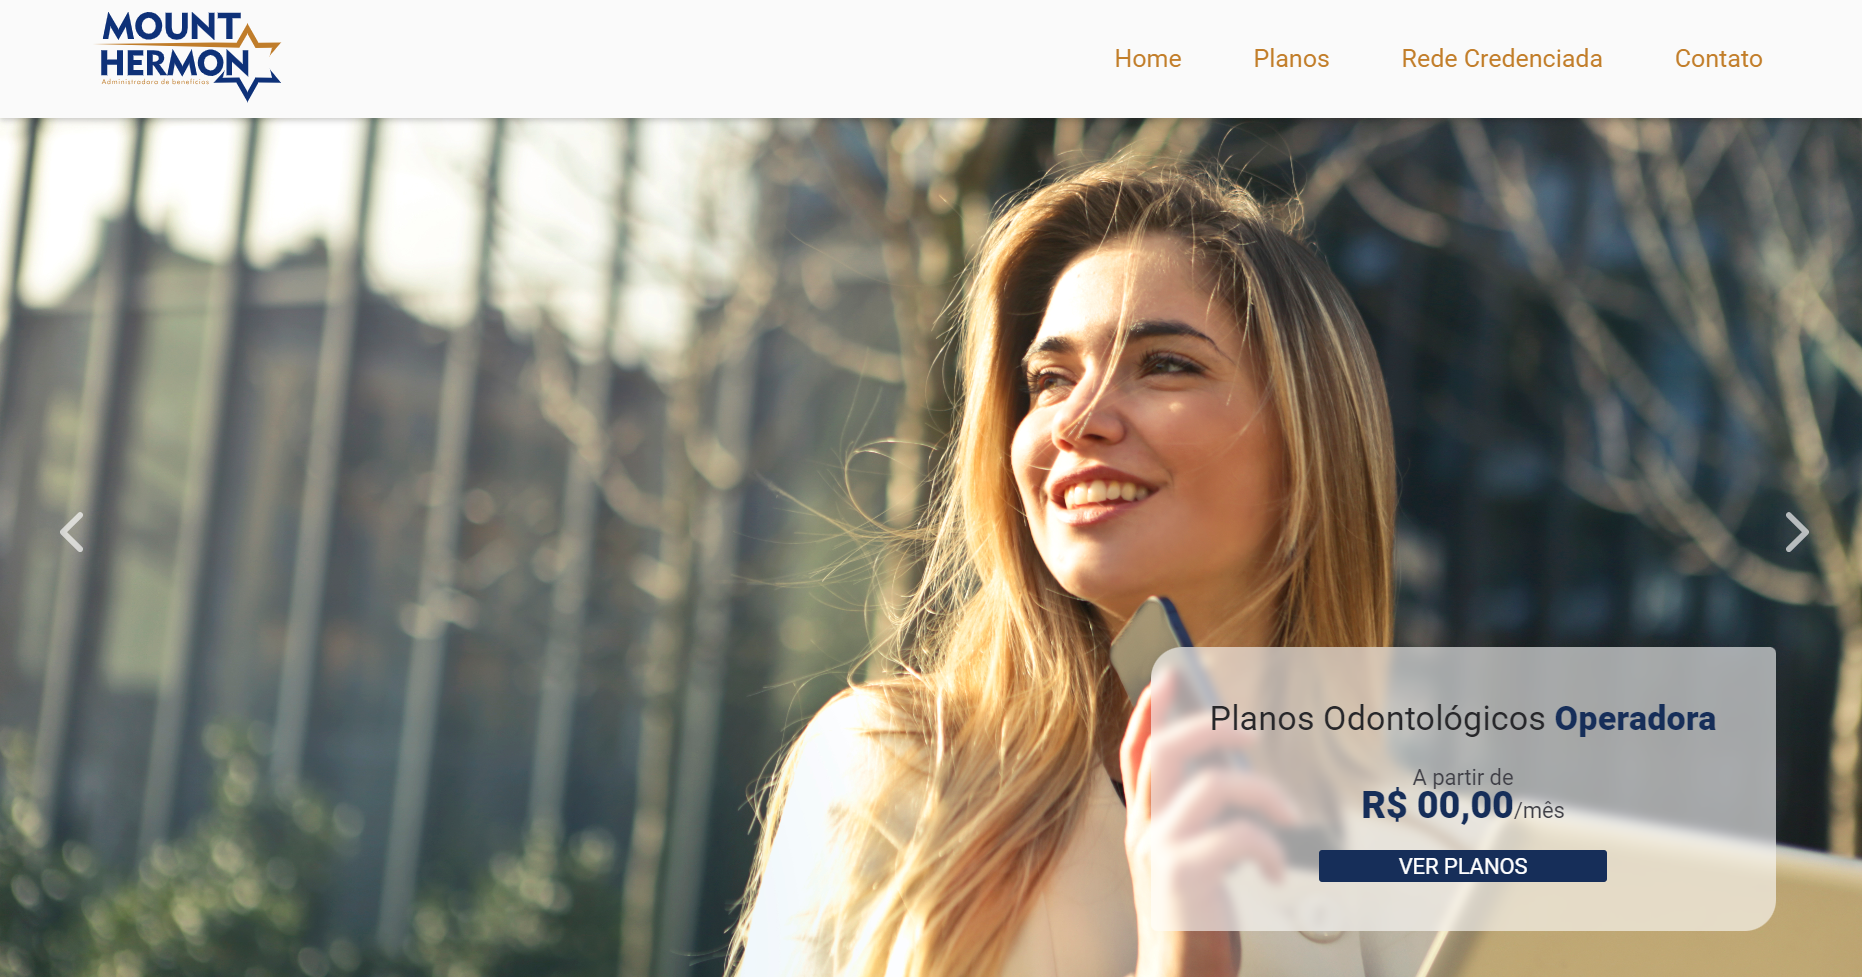 MOUNT
HERMON
Administradora de benefícios
Home Planos Rede Credenciada Contato
Planos Odontológicos Operadora
A partir de
R$ 00,00/mês
VER PLANOS